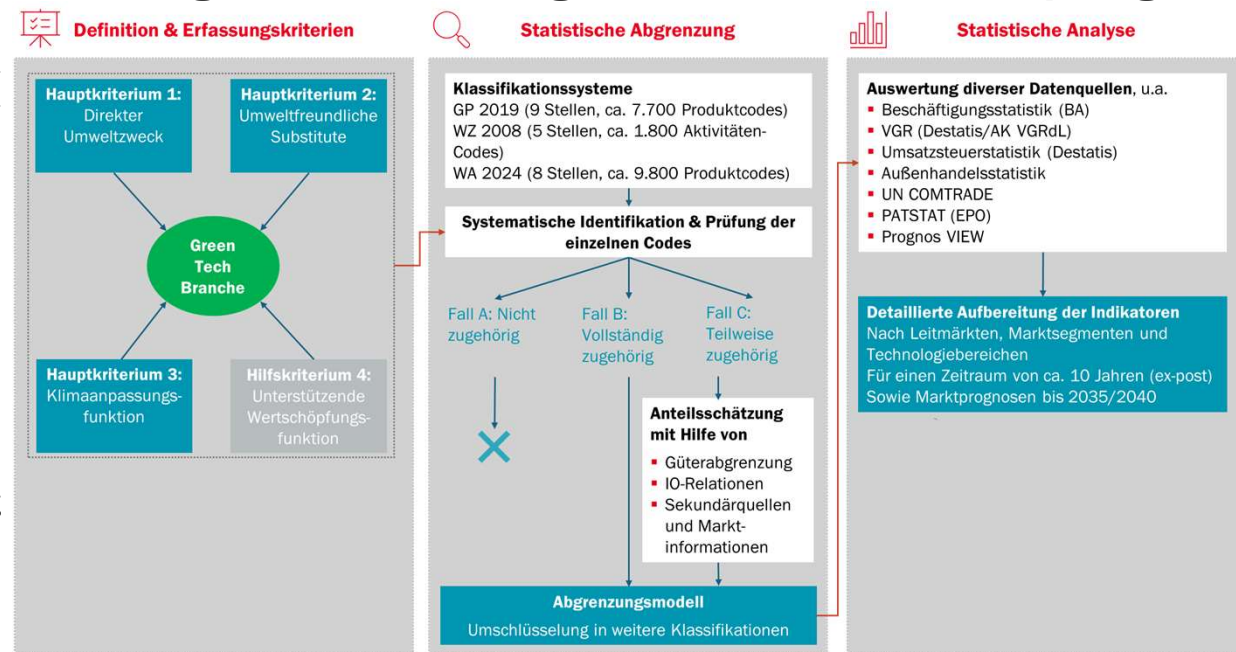 Definition & Erfassungskriterien
Hauptkriterium 1:
Direkter
Umweltzweck
Hauptkriterium 2:
Umweltfreundliche
Substitute
Green
Tech
Branche
Hauptkriterium 3:
Klimaanpassungs-
funktion
Hilfskriterium 4:
Unterstützende
Wertschöpfungs-
funktion
Statistische Abgrenzung
Klassifikationssysteme
GP 2019 (9 Stellen, ca. 7.700 Produktcodes)
WZ 2008 (5 Stellen, ca. 1.800 Aktivitäten-
Codes)
WA 2024 (8 Stellen, ca. 9.800 Produktcodes)
Systematische Identifikation & Prüfung der
einzelnen Codes
Fall A: Nicht
zugehörig
Fall B:
Vollständig
zugehörig
Fall C:
Teilweise
zugehörig
Anteilsschätzung
mit Hilfe von
▪ Güterabgrenzung
▪ IO-Relationen
▪ Sekundärquellen
und Markt-
informationen
Abgrenzungsmodell
Umschlüsselung in weitere Klassifikationen
Statistische Analyse
Auswertung diverser Datenquellen, u.a.
▪ Beschäftigungsstatistik (BA)
▪ VGR (Destatis/AK VGRdL)
▪ Umsatzsteuerstatistik (Destatis)
▪ Außenhandelsstatistik
▪ UN COMTRADE
▪ PATSTAT (EPO)
▪ Prognos VIEW
Detaillierte Aufbereitung der Indikatoren
Nach Leitmärkten, Marktsegmenten und
Technologiebereichen
Für einen Zeitraum von ca. 10 Jahren (ex-post)
Sowie Marktprognosen bis 2035/2040